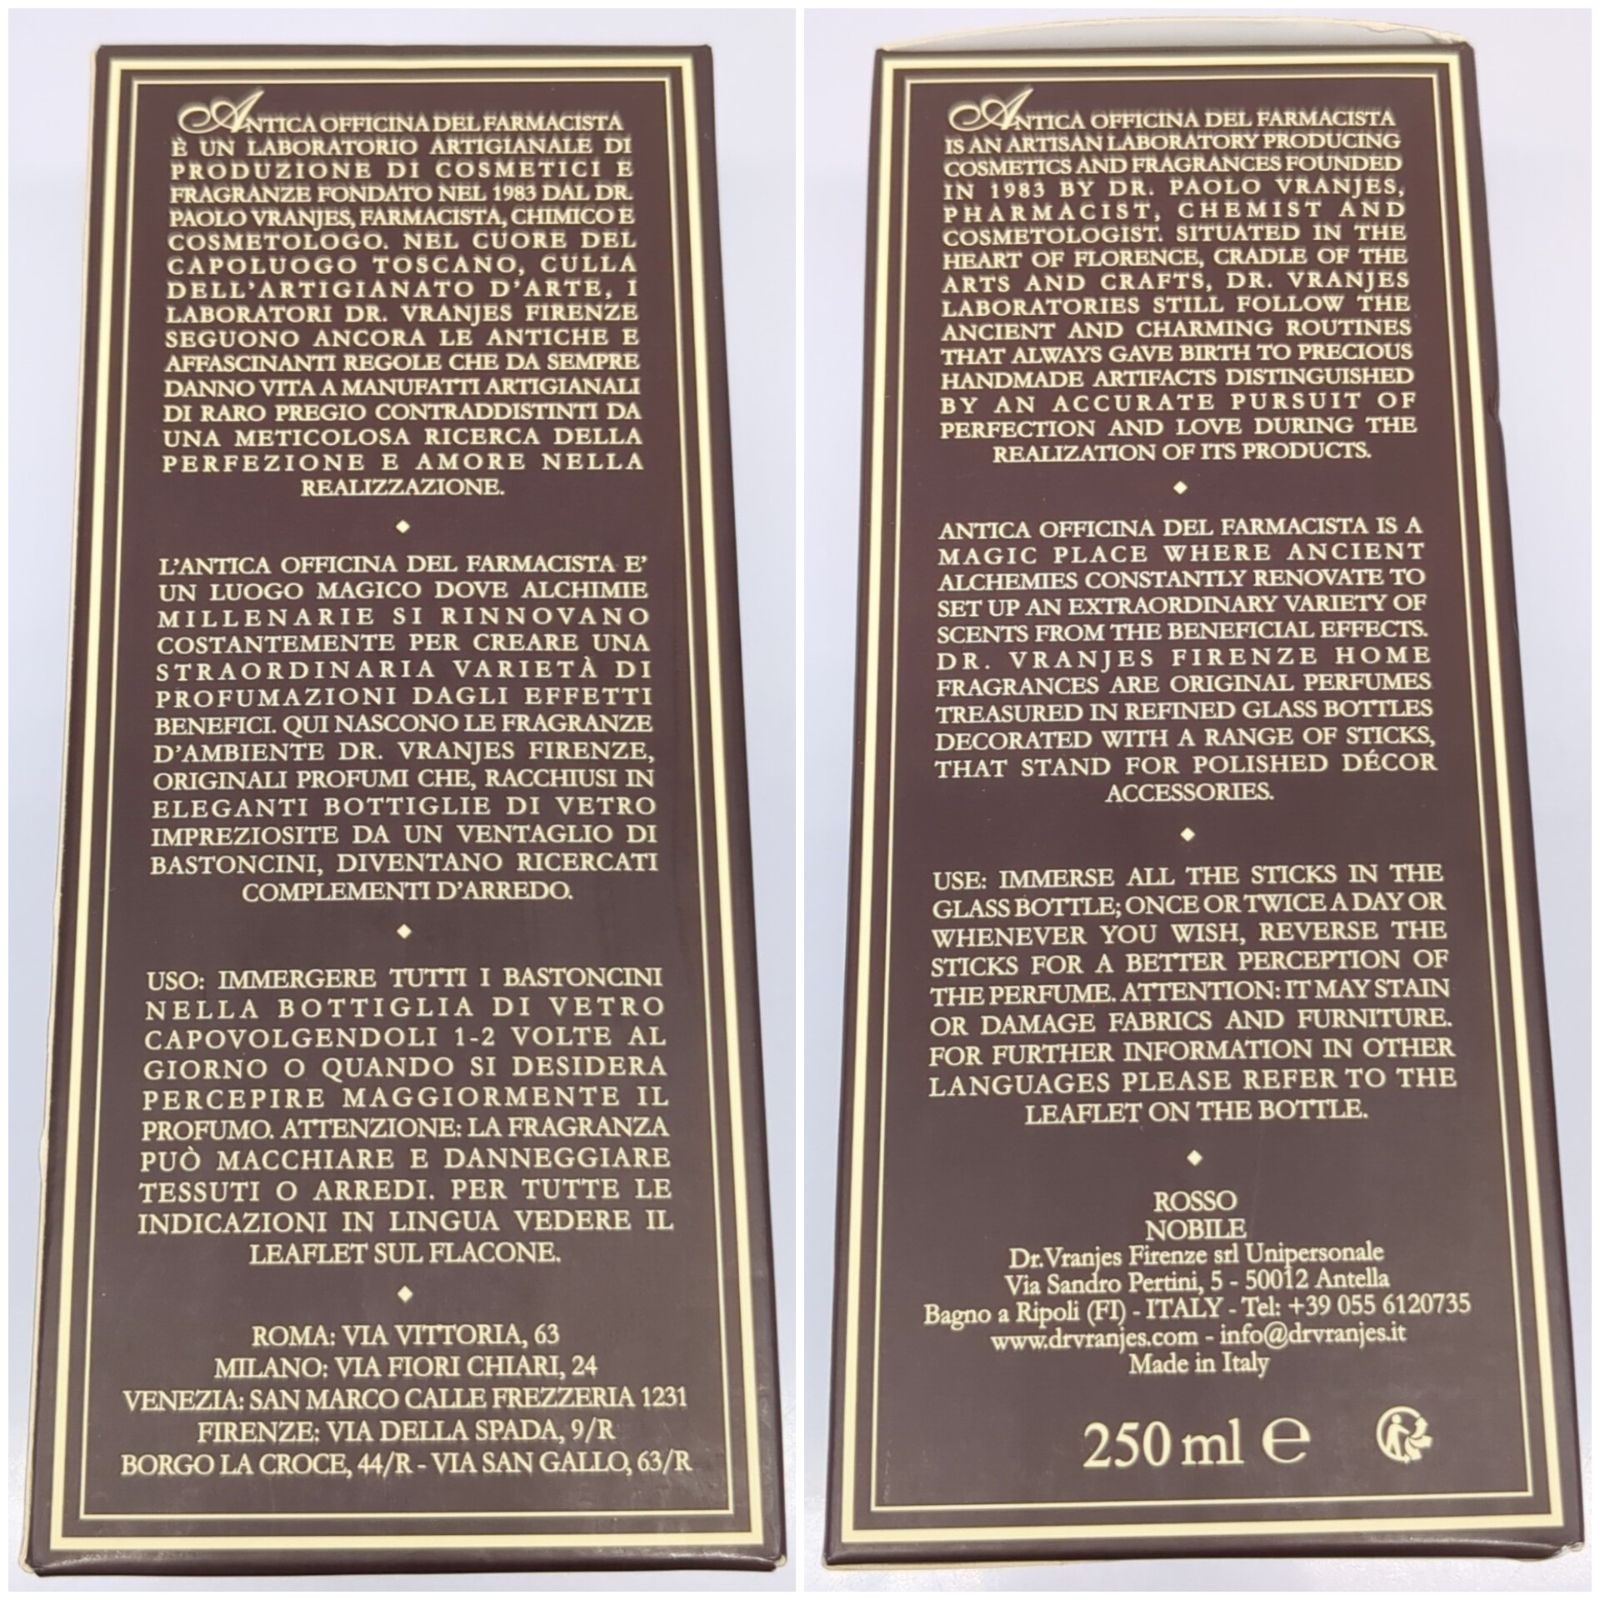 ANTICA OFFICINA DEL FARMACISTA
È UN LABORATORIO ARTIGIANALE DI
PRODUZIONE DI COSMETICI E
FRAGRANZE FONDATO NEL 1983 DAL DR.
PAOLO VRANJES, FARMACISTA, CHIMICO E
COSMETOLOGO. NEL CUORE DEL
CAPOLUOGO TOSCANO, CULLA
DELL'ARTIGIANATO D'ARTE, I
LABORATORI DR. VRANJES FIRENZE
SEGUONO ANCORA LE ANTICHE E
AFFASCINANTI REGOLE CHE DA SEMPRE
DANNO VITA A MANUFATTI ARTIGIANALI
DI RARO PREGIO CONTRADDISTINTI DA
UNA METICOLOSA RICERCA DELLA
PERFEZIONE E AMORE NELLA
REALIZZAZIONE.
L'ANTICA OFFICINA DEL FARMACISTA E'
UN LUOGO MAGICO DOVE ALCHIMIE
MILLENARIE SI RINNOVANO
COSTANTEMENTE PER CREARE UNA
STRAORDINARIA VARIETÀ DI
PROFUMAZIONI DAGLI EFFETTI
BENEFICI. QUI NASCONO LE FRAGRANZE
D'AMBIENTE DR. VRANJES FIRENZE,
ORIGINALI PROFUMI CHE, RACCHIUSI IN
ELEGANTI BOTTIGLIE DI VETRO
IMPREZIOSITE DA UN VENTAGLIO DI
BASTONCINI, DIVENTANO RICERCATI
COMPLEMENTI D'ARREDO.
USO: IMMERGERE TUTTI I BASTONCINI
NELLA BOTTIGLIA DI VETRO
CAPOVOLGENDOLI 1-2 VOLTE AL
GIORNO O QUANDO SI DESIDERA
PERCEPIRE MAGGIORMENTE IL
PROFUMO. ATTENZIONE: LA FRAGRANZA
PUÒ MACCHIARE E DANNEGGIARE
TESSUTI O ARREDI. PER TUTTE LE
INDICAZIONI IN LINGUA VEDERE IL
LEAFLET SUL FLACONE.
ROMA: VIA VITTORIA, 63
MILANO: VIA FIORI CHIARI, 24
VENEZIA: SAN MARCO CALLE FREZZERIA 1231
FIRENZE: VIA DELLA SPADA, 9/R
BORGO LA CROCE, 44/R - VIA SAN GALLO, 63/R
ANTICA OFFICINA DEL FARMACISTA
IS AN ARTISAN LABORATORY PRODUCING
COSMETICS AND FRAGRANCES FOUNDED
IN 1983 BY DR. PAOLO VRANJES,
PHARMACIST, CHEMIST AND
COSMETOLOGIST. SITUATED IN THE
HEART OF FLORENCE, CRADLE OF THE
ARTS AND CRAFTS, DR. VRANJES
LABORATORIES STILL FOLLOW THE
ANCIENT AND CHARMING ROUTINES
THAT ALWAYS GAVE BIRTH TO PRECIOUS
HANDMADE ARTIFACTS DISTINGUISHED
BY AN ACCURATE PURSUIT OF
PERFECTION AND LOVE DURING THE
REALIZATION OF ITS PRODUCTS.
ANTICA OFFICINA DEL FARMACISTA IS A
MAGIC PLACE WHERE ANCIENT
ALCHEMIES CONSTANTLY RENOVATE TO
SET UP AN EXTRAORDINARY VARIETY OF
SCENTS FROM THE BENEFICIAL EFFECTS.
DR. VRANJES FIRENZE HOME
FRAGRANCES ARE ORIGINAL PERFUMES
TREASURED IN REFINED GLASS BOTTLES
DECORATED WITH A RANGE OF STICKS,
THAT STAND FOR POLISHED DÉCOR
ACCESSORIES.
USE: IMMERSE ALL THE STICKS IN THE
GLASS BOTTLE; ONCE OR TWICE A DAY OR
WHENEVER YOU WISH, REVERSE THE
STICKS FOR A BETTER PERCEPTION OF
THE PERFUME. ATTENTION: IT MAY STAIN
OR DAMAGE FABRICS AND FURNITURE.
FOR FURTHER INFORMATION IN OTHER
LANGUAGES PLEASE REFER TO THE
LEAFLET ON THE BOTTLE.
ROSSO
NOBILE
Dr.Vranjes Firenze srl Unipersonale
Via Sandro Pertini, 5 - 50012 Antella
Bagno a Ripoli (FI) - ITALY - Tel: +39 055 6120735
www.drvranjes.com - info@drvranjes.it
Made in Italy
250 ml ℮